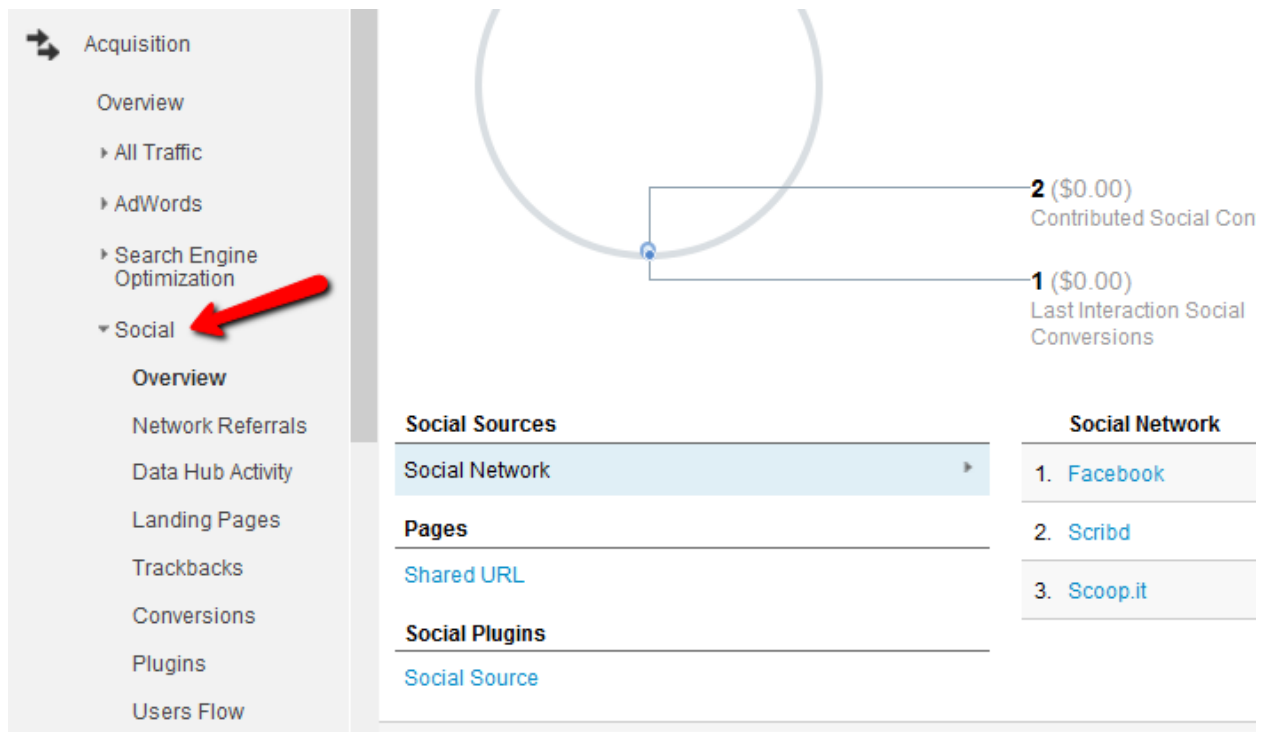 Acquisition
Overview
All Traffic
AdWords
Search Engine
Optimization
Social
Overview
Network Referrals
Data Hub Activity
Landing Pages
Trackbacks
Conversions
Plugins
Users Flow
2 ($0.00)
Contributed Social Con
1 ($0.00)
Last Interaction Social
Conversions
Social Sources
Social Network
Pages
Shared URL
Social Plugins
Social Source
Social Network
1. Facebook
2. Scribd
3. Scoop.it